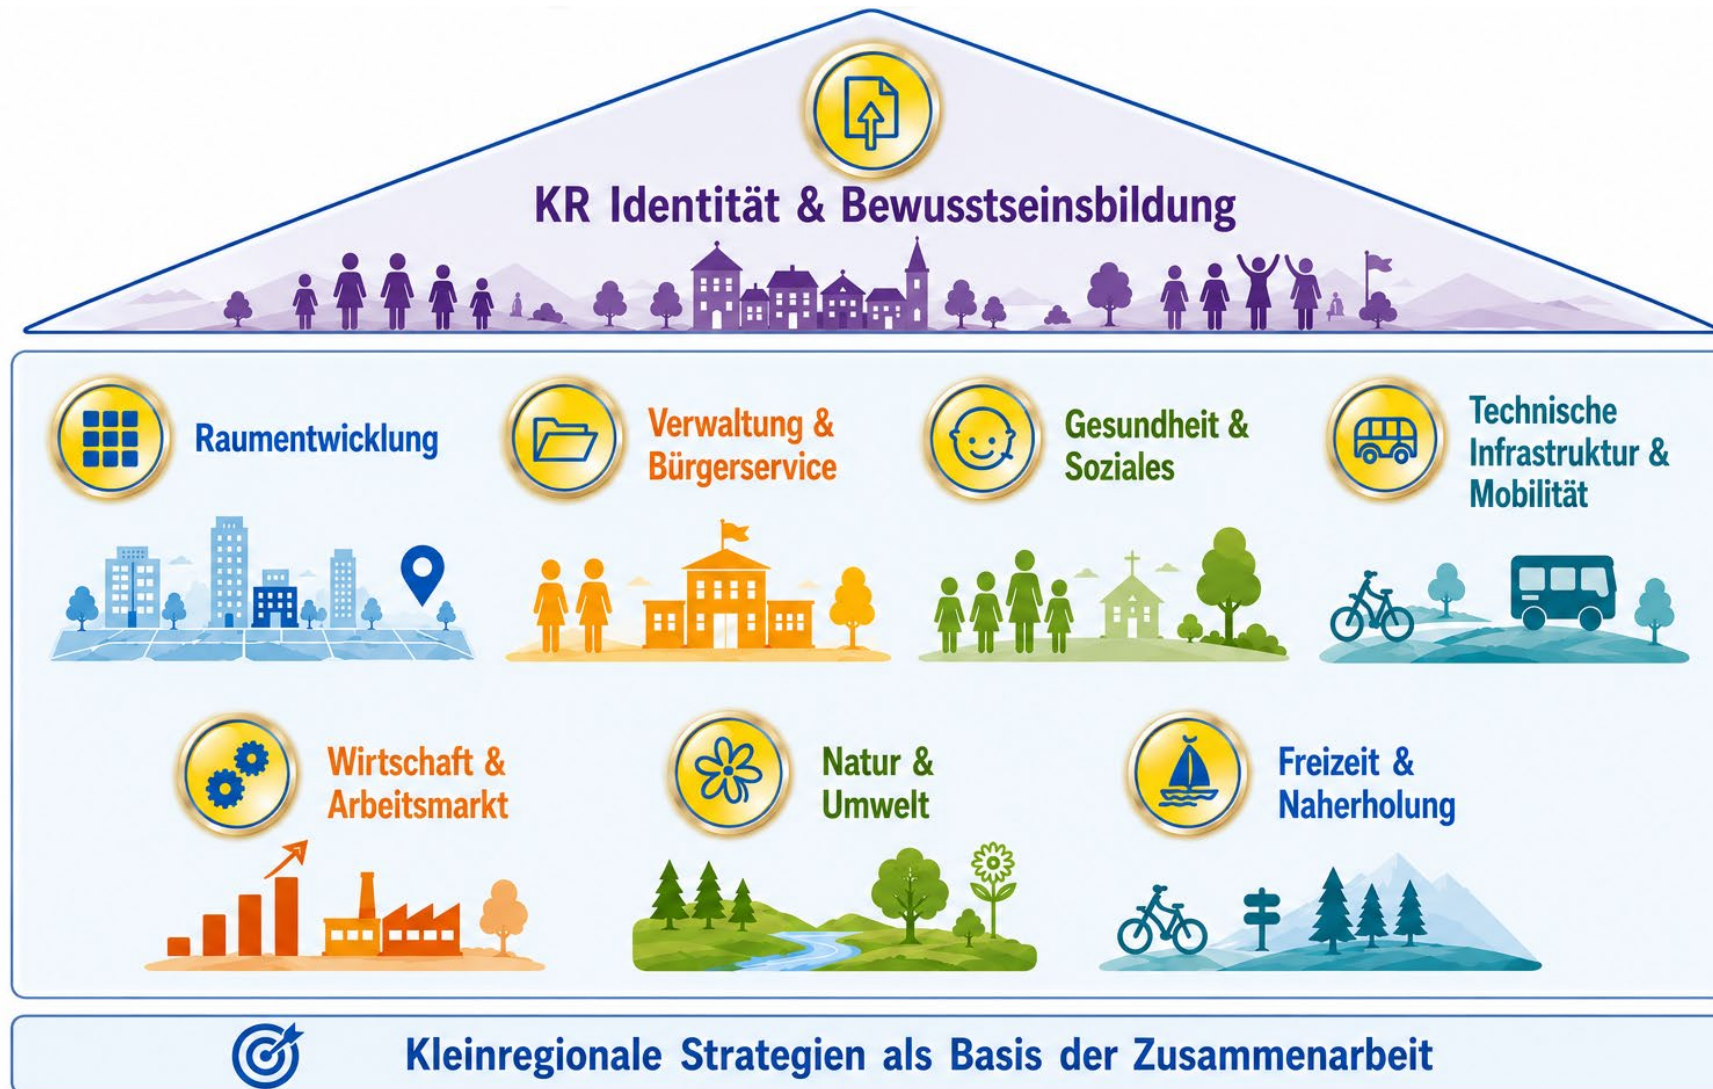 KR Identität & Bewusstseinsbildung
Raumentwicklung
Verwaltung &
Bürgerservice
Gesundheit &
Soziales
Technische
Infrastruktur &
Mobilität
Wirtschaft &
Arbeitsmarkt
Natur &
Umwelt
Freizeit &
Naherholung
Kleinregionale Strategien als Basis der Zusammenarbeit